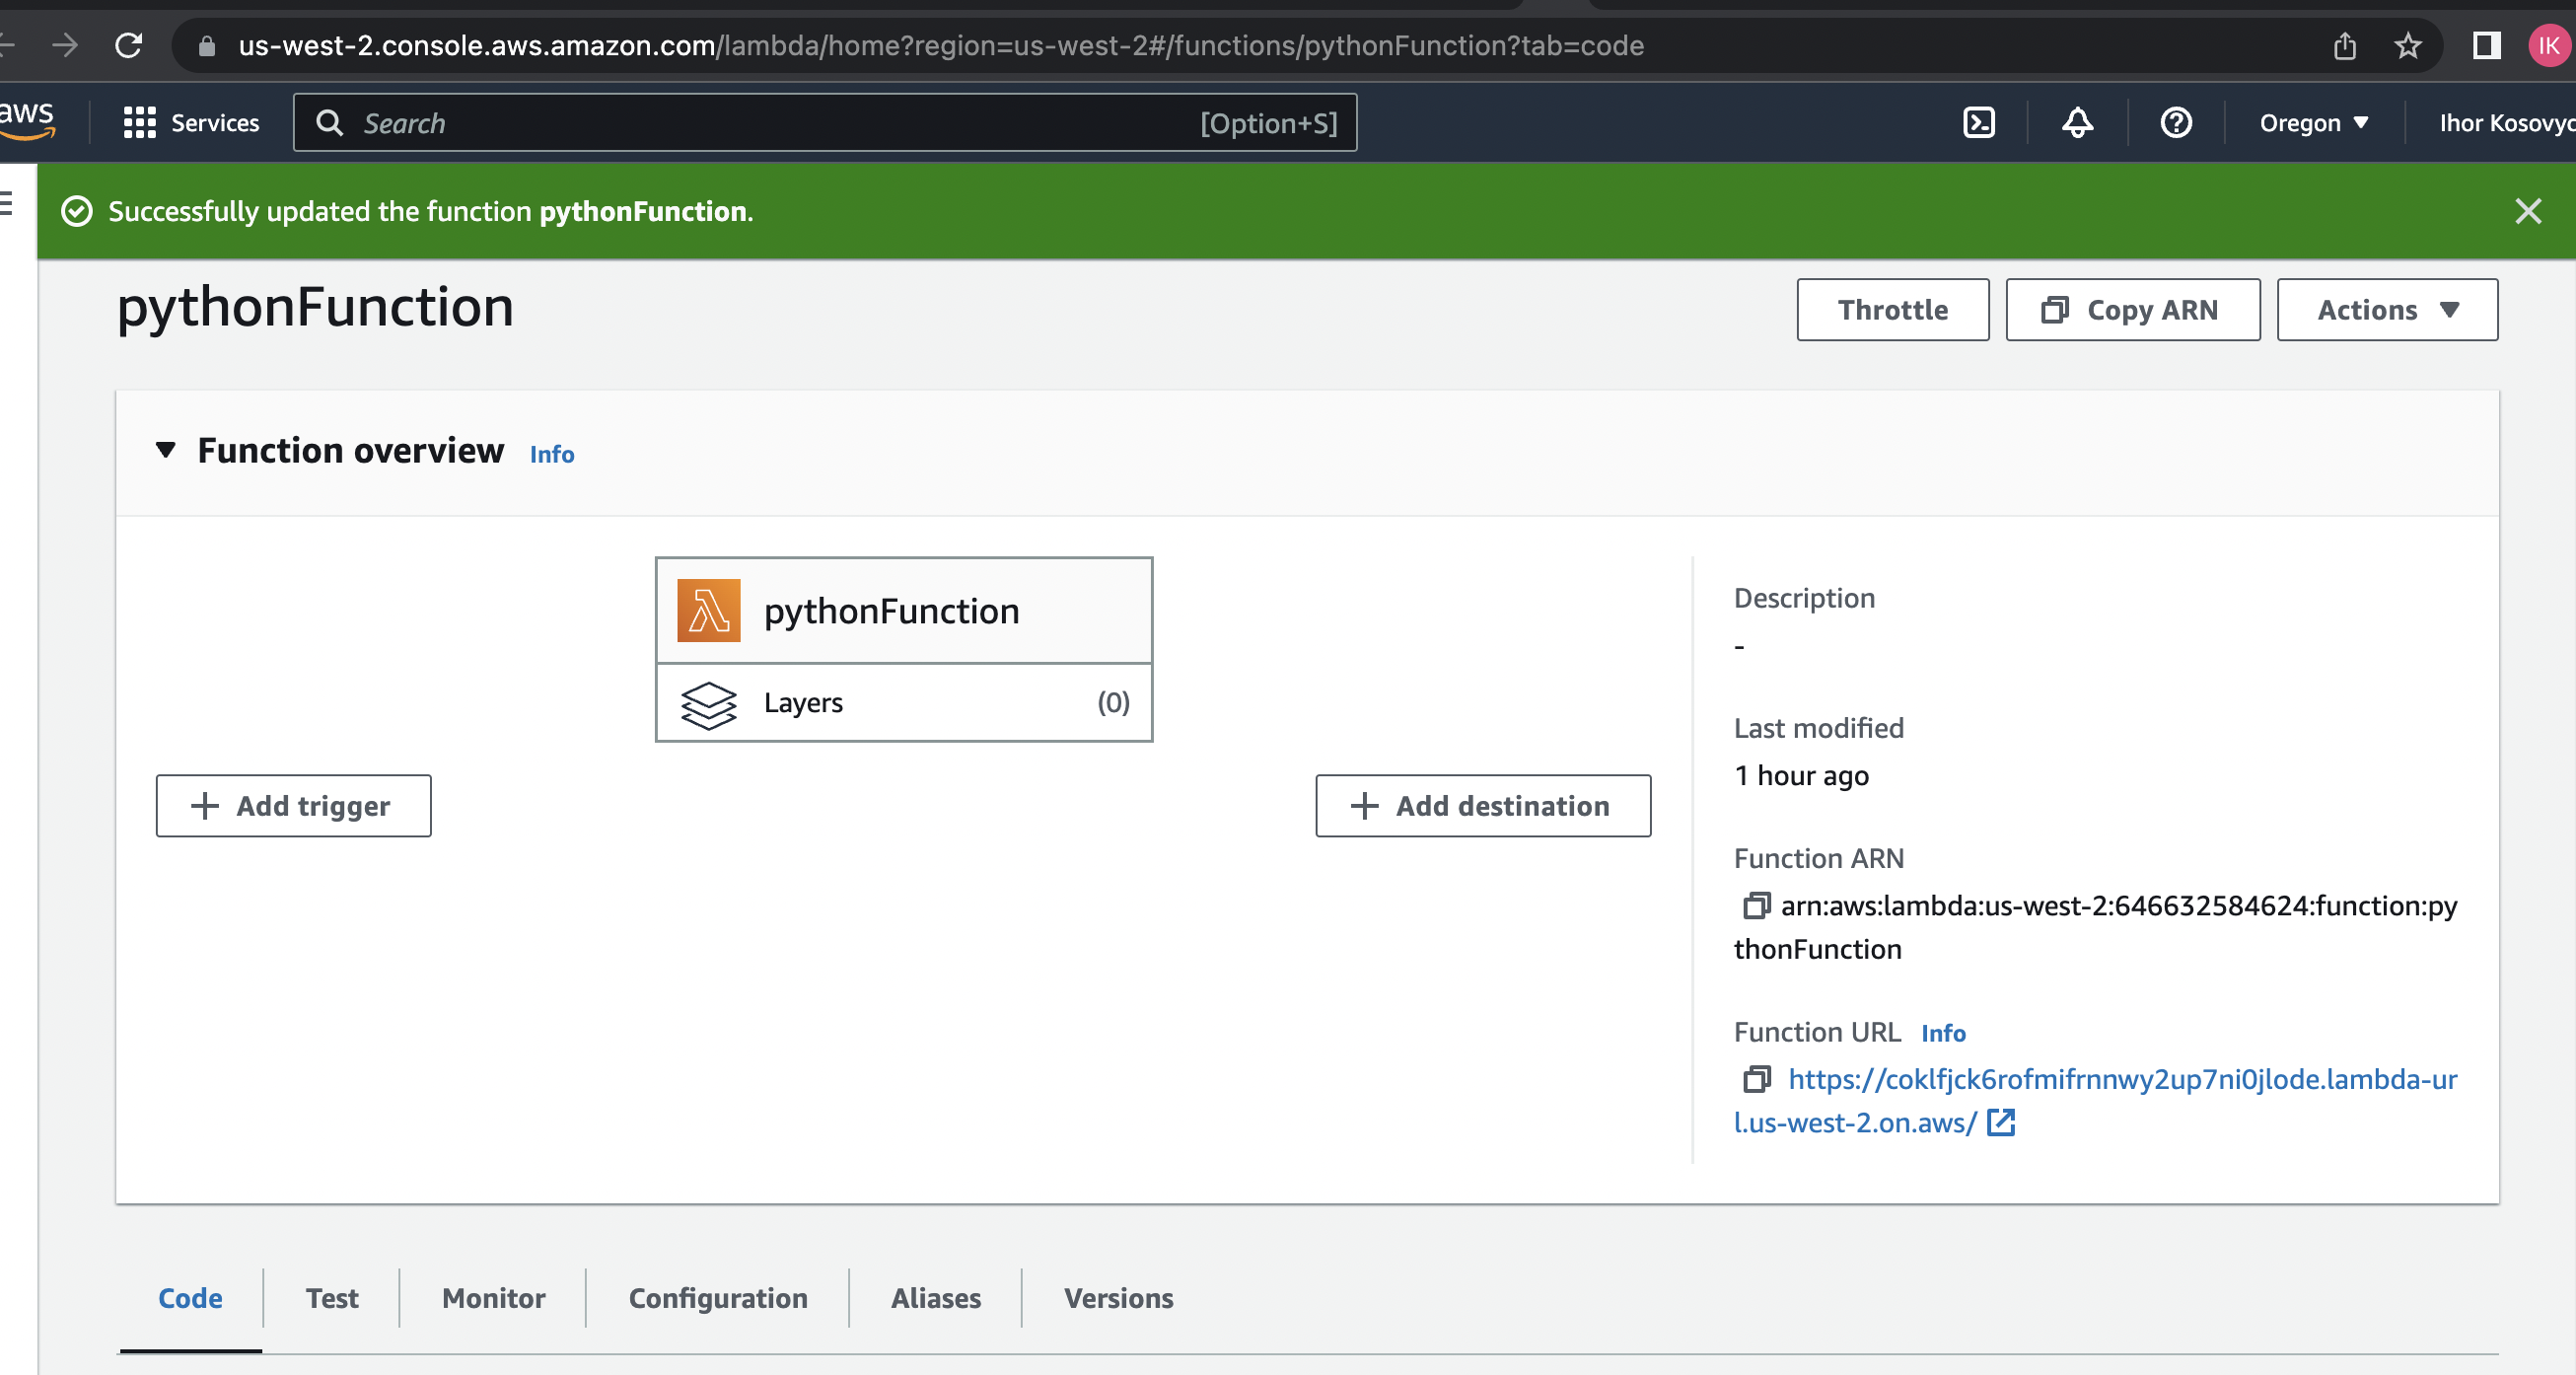 us-west-2.console.aws.amazon.com/lambda/home?region=us-west-2#/functions/pythonFunction?tab=code
IK
aws
Services
Search
[Option+S]
Oregon
Ihor Kosovyc
Successfully updated the function pythonFunction.
pythonFunction
Throttle
Copy ARN
Actions
Function overview Info
pythonFunction
Layers
(0)
Add trigger
Add destination
Description
-
Last modified
1 hour ago
Function ARN
arn:aws:lambda:us-west-2:646632584624:function:py
thonFunction
Function URL Info
https://coklfjck6rofmifrnnwy2up7ni0jlode.lambda-ur
l.us-west-2.on.aws/
Code
Test
Monitor
Configuration
Aliases
Versions